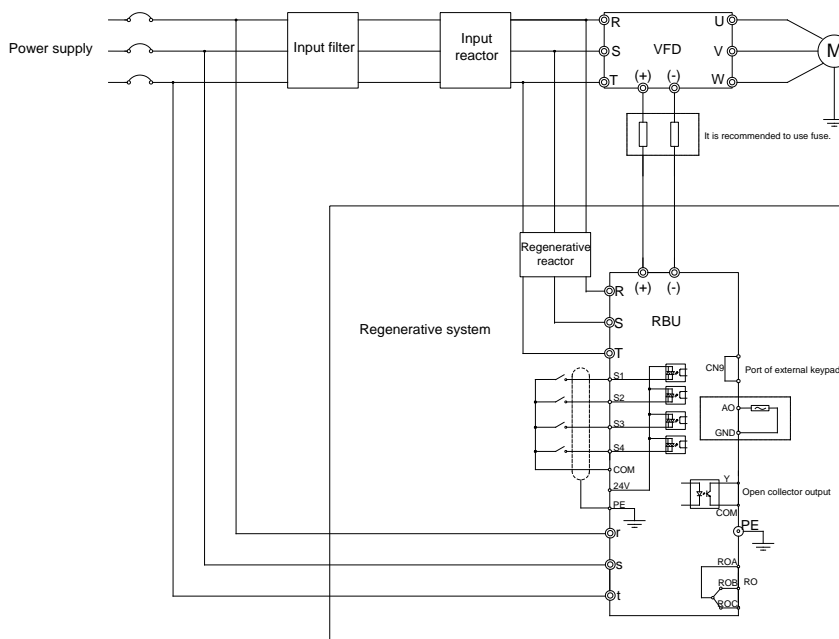 Power supply
Input filter
Input
reactor
R
S
T
VFD
U
V
W
M
(+)
(-)
It is recommended to use fuse.
Regenerative
reactor
(+)
(-)
R
S
T
RBU
Regenerative system
CN9
Port of external keypad
S1
S2
S3
S4
COM
24V
PE
AO
GND
Y
COM
Open collector output
PE
r
s
t
ROA
ROB
ROC
RO